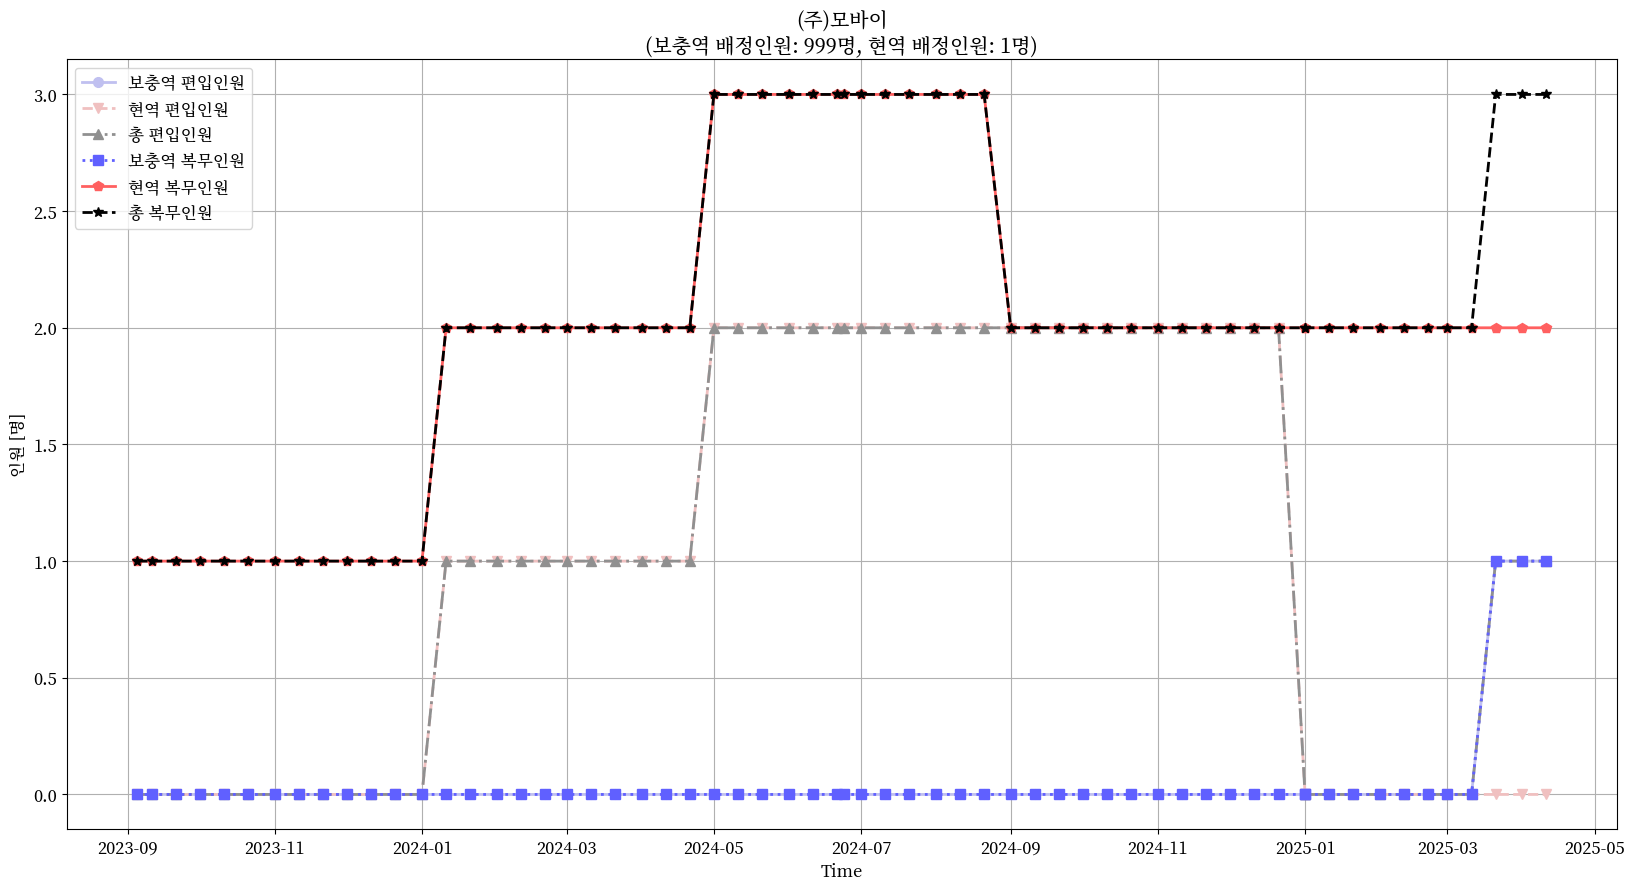 (주)모바이
(보충역 배정인원: 999명, 현역 배정인원: 1명)
보충역 편입인원
현역 편입인원
총 편입인원
보충역 복무인원
현역 복무인원
총 복무인원
인원 [명]
3.0
2.5
2.0
1.5
1.0
0.5
0.0
2023-09 2023-11 2024-01 2024-03 2024-05 2024-07 2024-09 2024-11 2025-01 2025-03 2025-05
Time